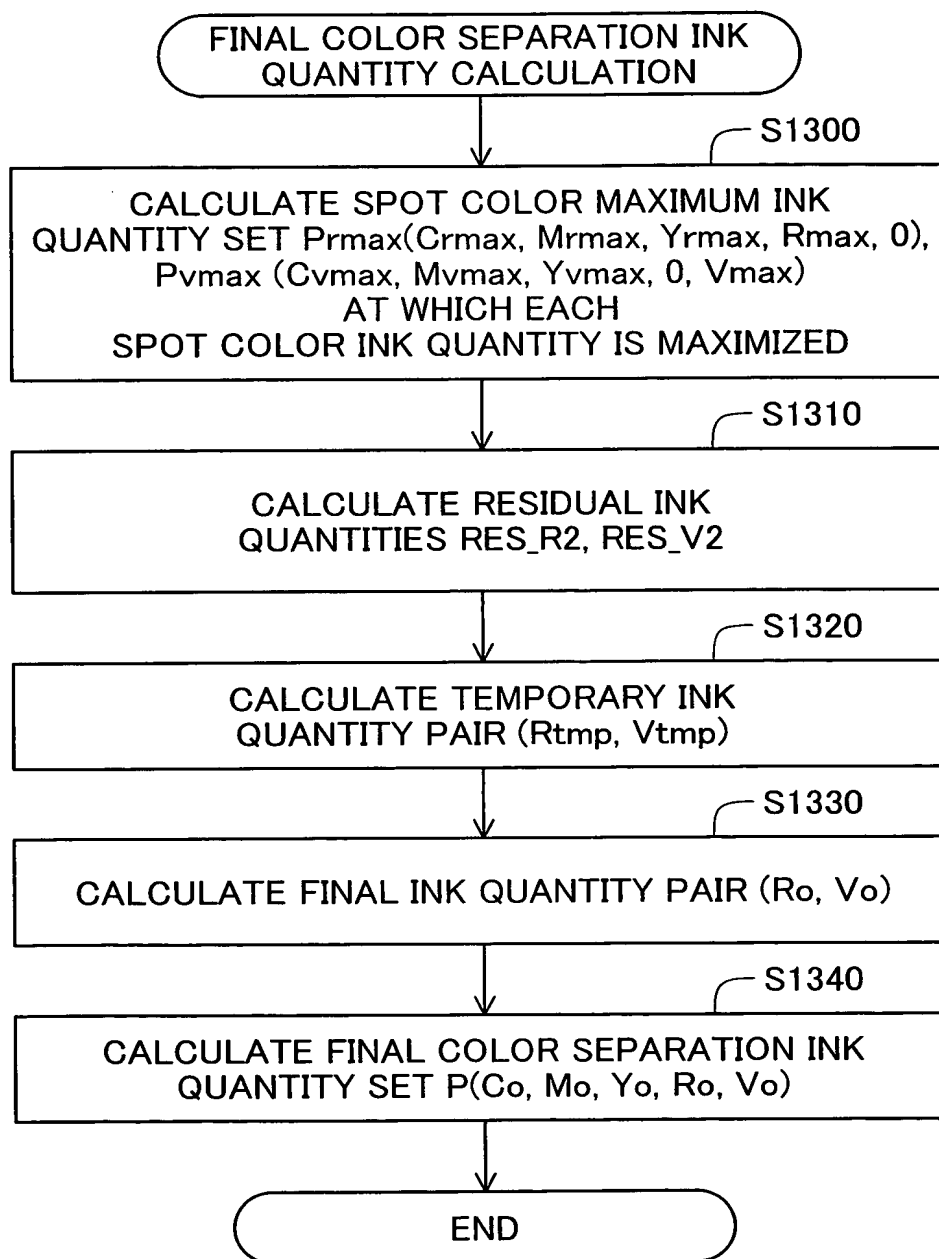 FINAL COLOR SEPARATION INK
QUANTITY CALCULATION
S1300
CALCULATE SPOT COLOR MAXIMUM INK
QUANTITY SET Prmax(Crmax, Mrmax, Yrmax, Rmax, 0),
Pvmax (Cvmax, Mvmax, Yvmax, 0, Vmax)
AT WHICH EACH
SPOT COLOR INK QUANTITY IS MAXIMIZED
S1310
CALCULATE RESIDUAL INK
QUANTITIES RES_R2, RES_V2
S1320
CALCULATE TEMPORARY INK
QUANTITY PAIR (Rtmp, Vtmp)
S1330
CALCULATE FINAL INK QUANTITY PAIR (Ro, Vo)
S1340
CALCULATE FINAL COLOR SEPARATION INK
QUANTITY SET P(Co, Mo, Yo, Ro, Vo)
END